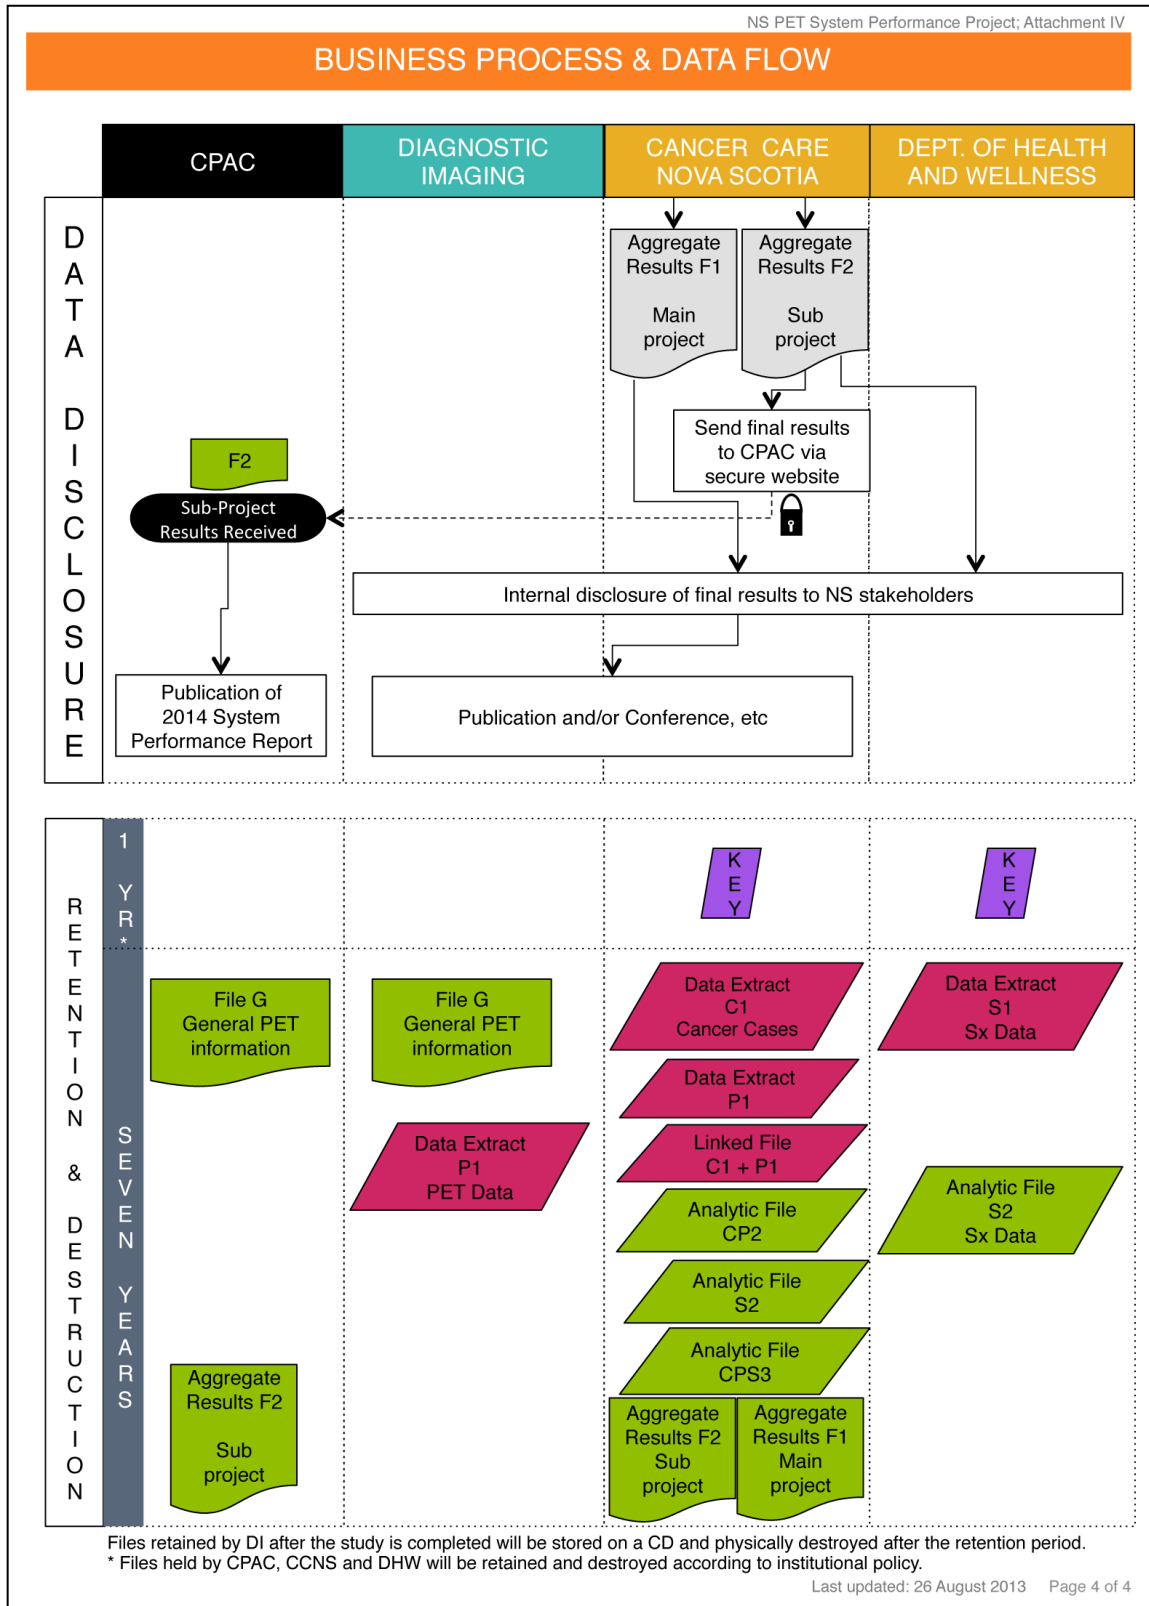 NS PET System Performance Project; Attachment IV
BUSINESS PROCESS & DATA FLOW
CPAC
DIAGNOSTIC
IMAGING
CANCER CARE
NOVA SCOTIA
DEPT. OF HEALTH
AND WELLNESS
DATA DISCLOSURE
Aggregate
Results F1
Main
project
Aggregate
Results F2
Sub
project
Send final results
to CPAC via
secure website
F2
Sub-Project
Results Received
Internal disclosure of final results to NS stakeholders
Publication of
2014 System
Performance Report
Publication and/or Conference, etc
RETENTION & DESTRUCTION
1 YR*
KEY
KEY
SEVEN YEARS
File G
General PET
information
File G
General PET
information
Data Extract
C1
Cancer Cases
Data Extract
S1
Sx Data
Data Extract
P1
Data Extract
P1
PET Data
Linked File
C1 + P1
Analytic File
CP2
Analytic File
S2
Sx Data
Analytic File
S2
Analytic File
CPS3
Aggregate
Results F2
Sub
project
Aggregate
Results F2
Sub
project
Aggregate
Results F1
Main
project
Files retained by DI after the study is completed will be stored on a CD and physically destroyed after the retention period.
* Files held by CPAC, CCNS and DHW will be retained and destroyed according to institutional policy.
Last updated: 26 August 2013 Page 4 of 4